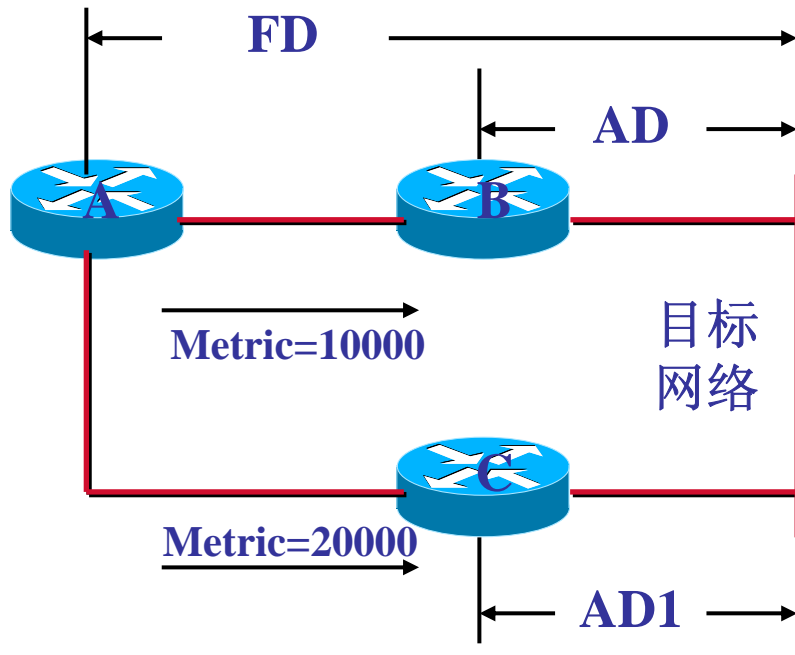 FD
AD
A
B
Metric=10000
目标
网络
C
Metric=20000
AD1